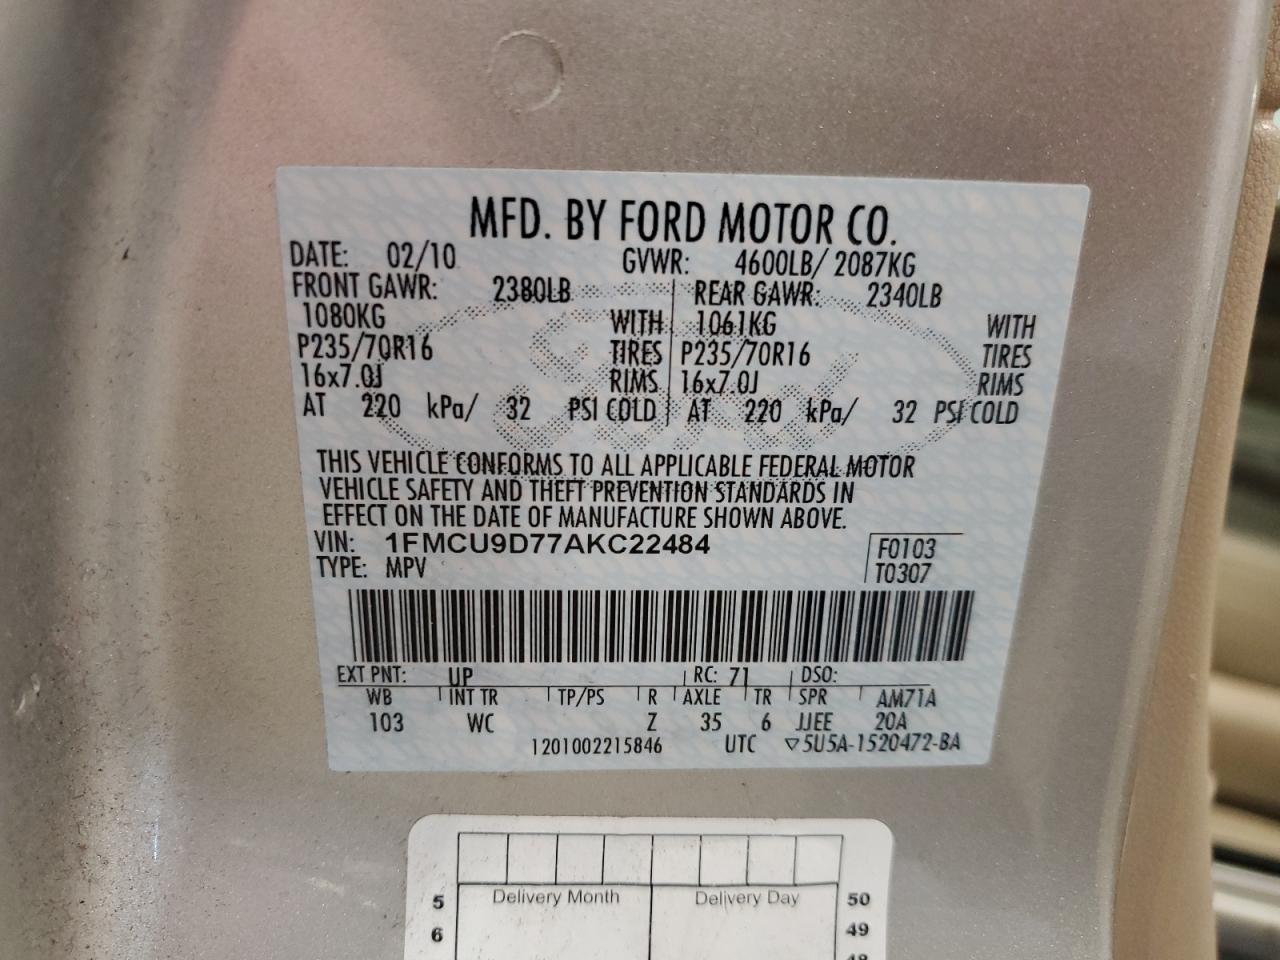 MFD. BY FORD MOTOR CO.
DATE: 02/10 GVWR: 4600LB/ 2087KG
FRONT GAWR: 2380LB REAR GAWR: 2340LB
1080KG WITH 1061KG WITH
P235/70R16 TIRES P235/70R16 TIRES
16x7.0J RIMS 16x7.0J RIMS
AT 220 kPa/ 32 PSI COLD AT 220 kPa/ 32 PSI COLD
THIS VEHICLE CONFORMS TO ALL APPLICABLE FEDERAL MOTOR
VEHICLE SAFETY AND THEFT PREVENTION STANDARDS IN
EFFECT ON THE DATE OF MANUFACTURE SHOWN ABOVE.
VIN: 1FMCU9D77AKC22484 F0103
TYPE: MPV T0307
EXT PNT: UP RC: 71 DSO:
WB INT TR TP/PS R AXLE TR SPR AM71A
103 WC Z 35 6 JJEE 20A
1201002215846 UTC ▽5U5A-1520472-BA
5 Delivery Month Delivery Day 50
6 49
48